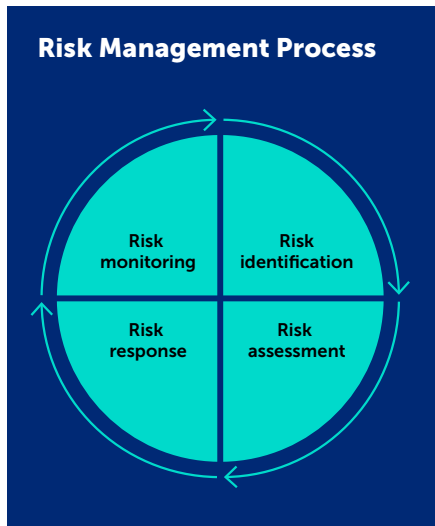 Risk Management Process
Risk
monitoring
Risk
identification
Risk
response
Risk
assessment